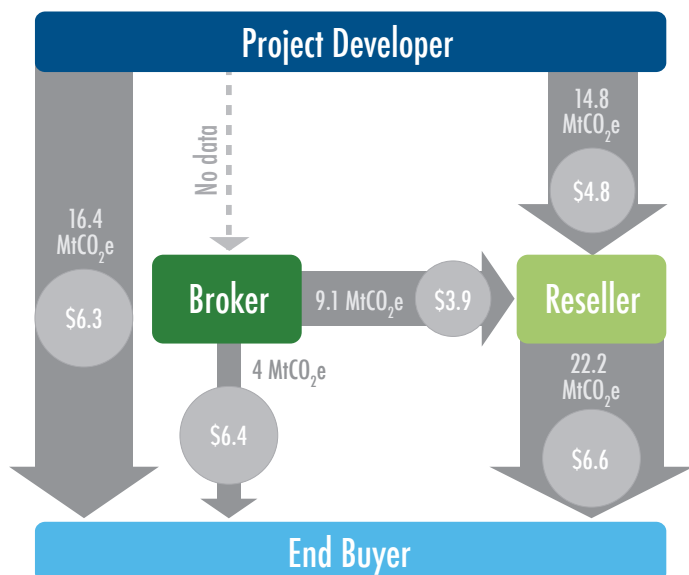 Project Developer
14.8
MtCO₂e
$4.8
No data
16.4
MtCO₂e
$6.3
Broker
9.1 MtCO₂e
$3.9
Reseller
4 MtCO₂e
$6.4
22.2
MtCO₂e
$6.6
End Buyer